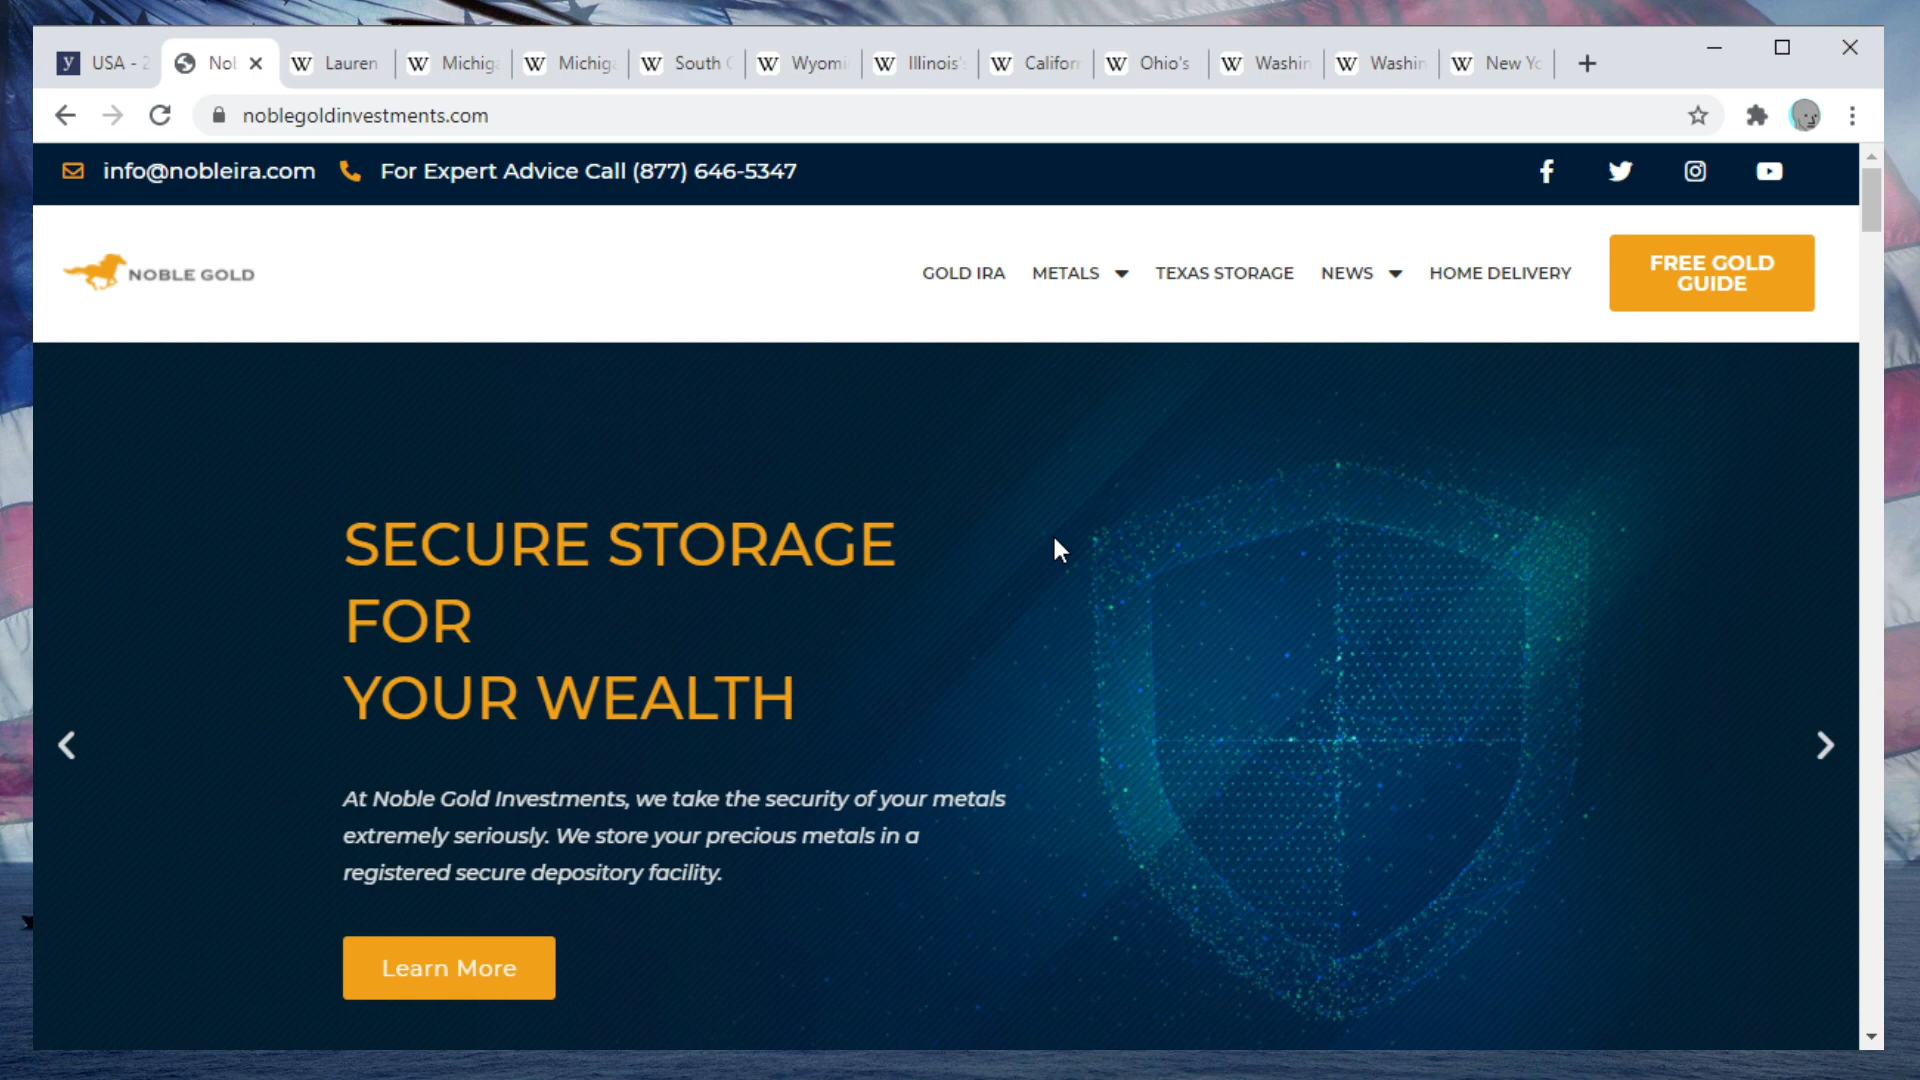 USA - 2
Nol
Lauren
Michig
Michig
South
Wyomi
Illinois'
Califor
Ohio's
Washin
Washin
New Yo
noblegoldinvestments.com
info@nobleira.com
For Expert Advice Call (877) 646-5347
NOBLE GOLD
GOLD IRA
METALS
TEXAS STORAGE
NEWS
HOME DELIVERY
FREE GOLD
GUIDE
SECURE STORAGE
FOR
YOUR WEALTH
At Noble Gold Investments, we take the security of your metals
extremely seriously. We store your precious metals in a
registered secure depository facility.
Learn More